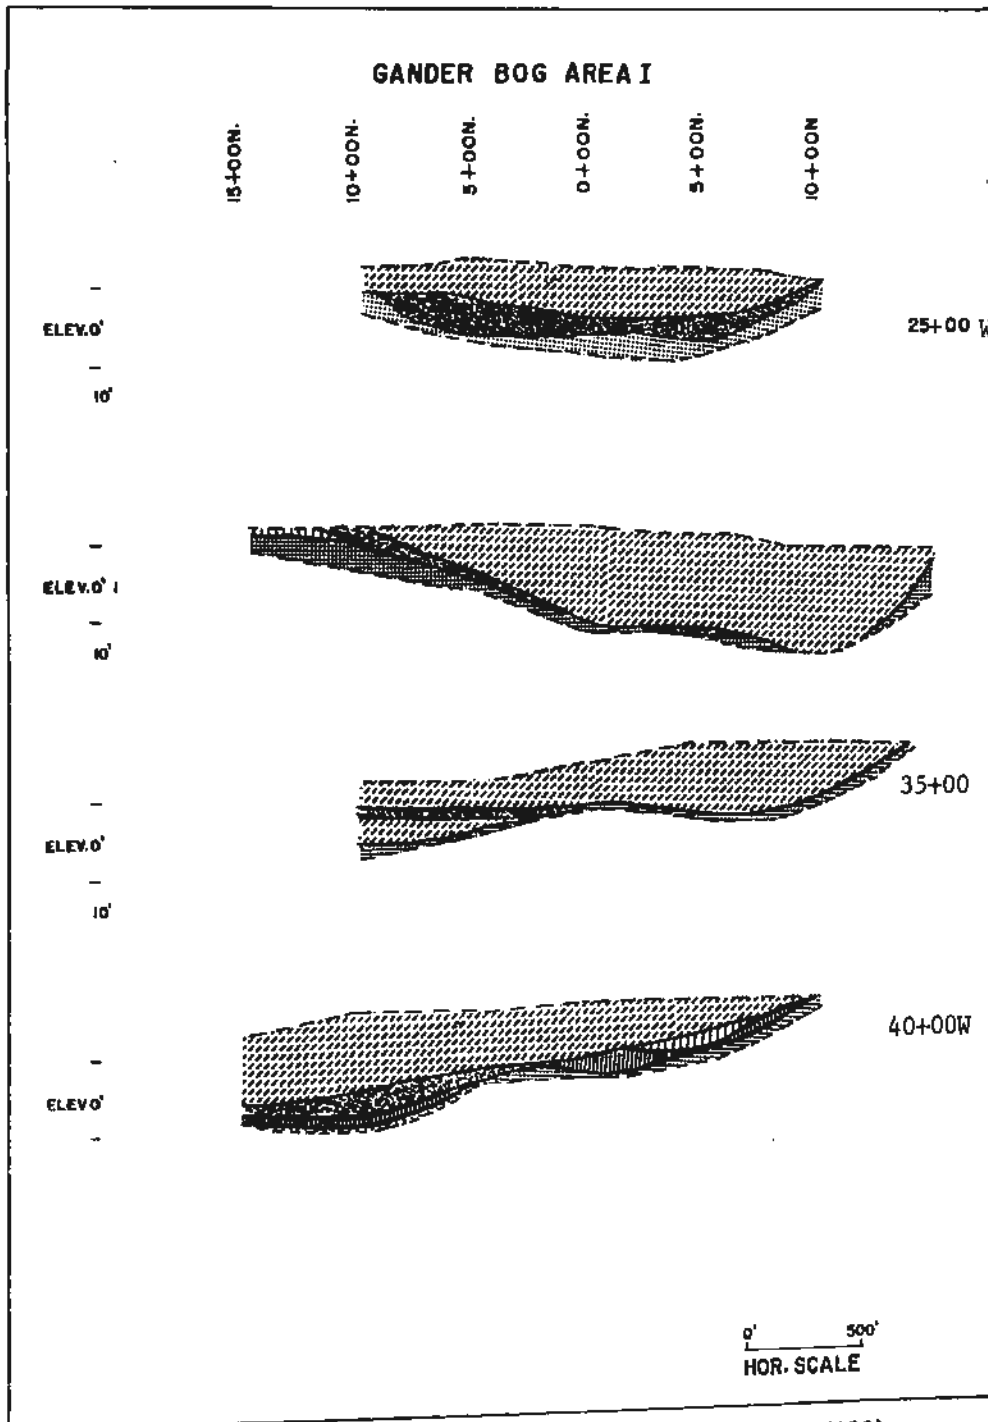 GANDER BOG AREA I
15+00N. 10+00N. 5+00N. 0+00N. 5+00N. 10+00N
ELEV.0'
25+00 W
10'
ELEV.0'
10'
35+00
ELEV.0'
10'
40+00W
ELEV 0'
0' 500'
HOR. SCALE